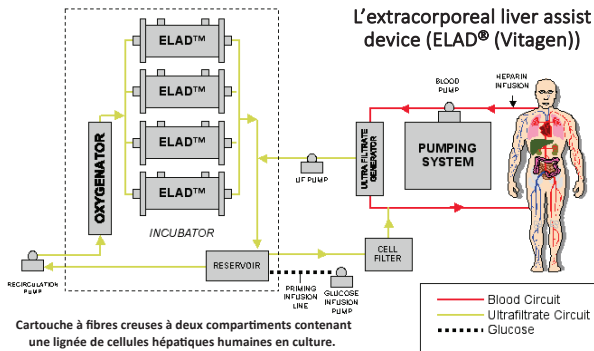 L'extracorporeal liver assist
device (ELAD® (Vitagen))
ELAD™
ELAD™
ELAD™
ELAD™
OXYGENATOR
INCUBATOR
RESERVOIR
RECIRCULATION
PUMP
UF PUMP
ULTRAFILTRATE
GENERATOR
BLOOD
PUMP
HEPARIN
INFUSION
PUMPING
SYSTEM
CELL
FILTER
PRIMING
INFUSION
LINE
GLUCOSE
INFUSION
PUMP
Blood Circuit
Ultrafiltrate Circuit
Glucose
Cartouche à fibres creuses à deux compartiments contenant
une lignée de cellules hépatiques humaines en culture.